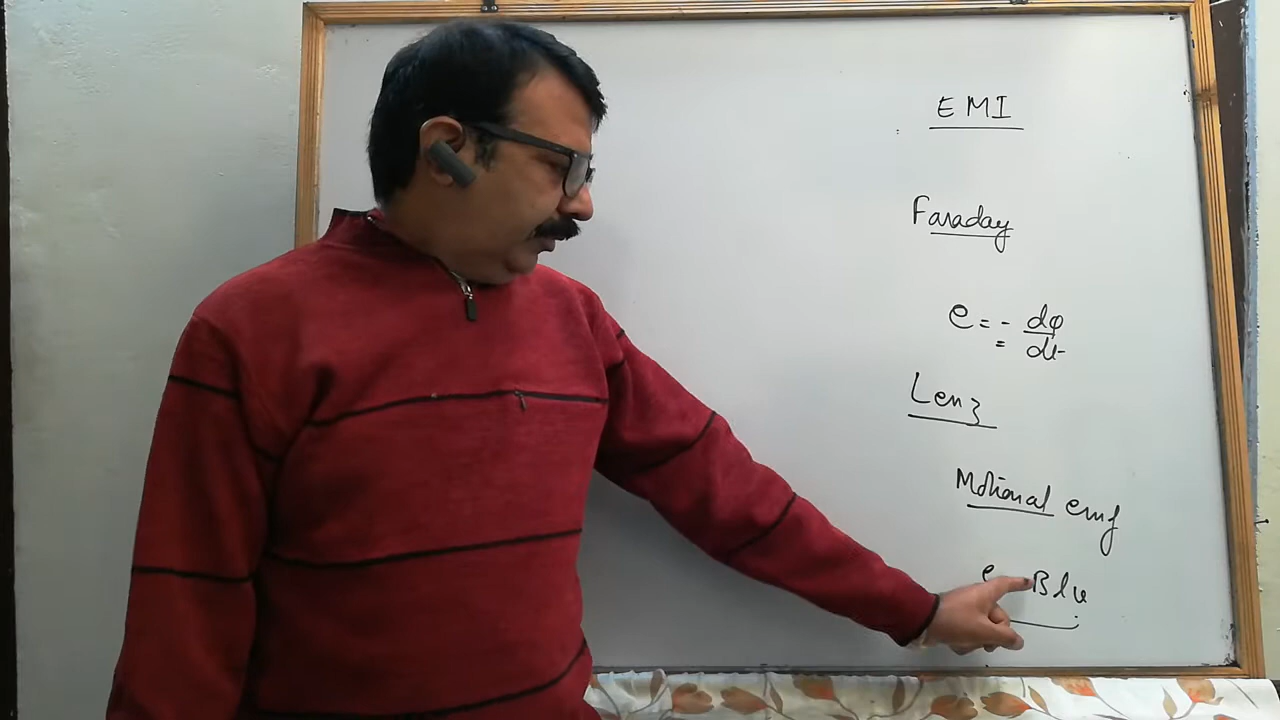 EMI
Faraday
e = - dφ/dt
Lenz
Motional emf
e Blv